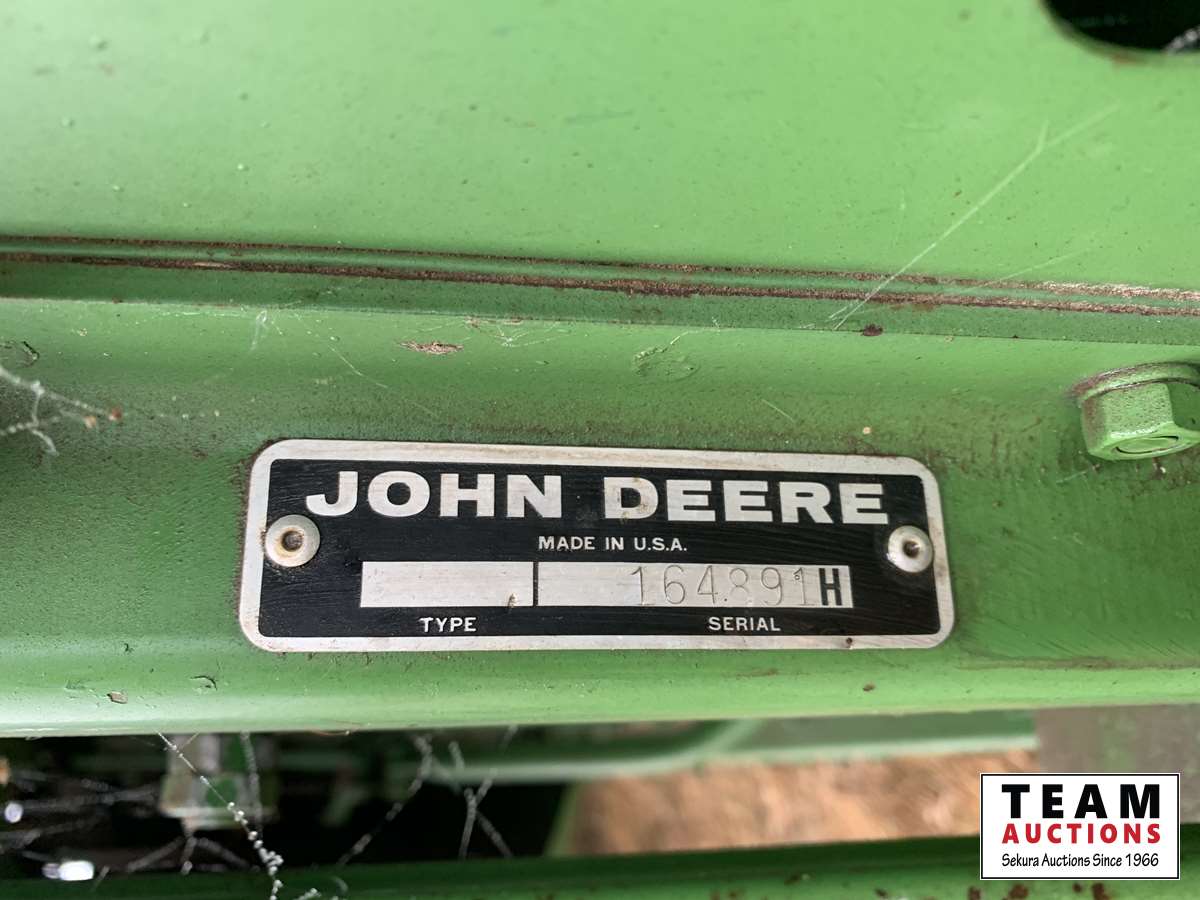 JOHN DEERE
MADE IN U.S.A.
164891H
TYPE SERIAL
TEAM
AUCTIONS
Sekura Auctions Since 1966